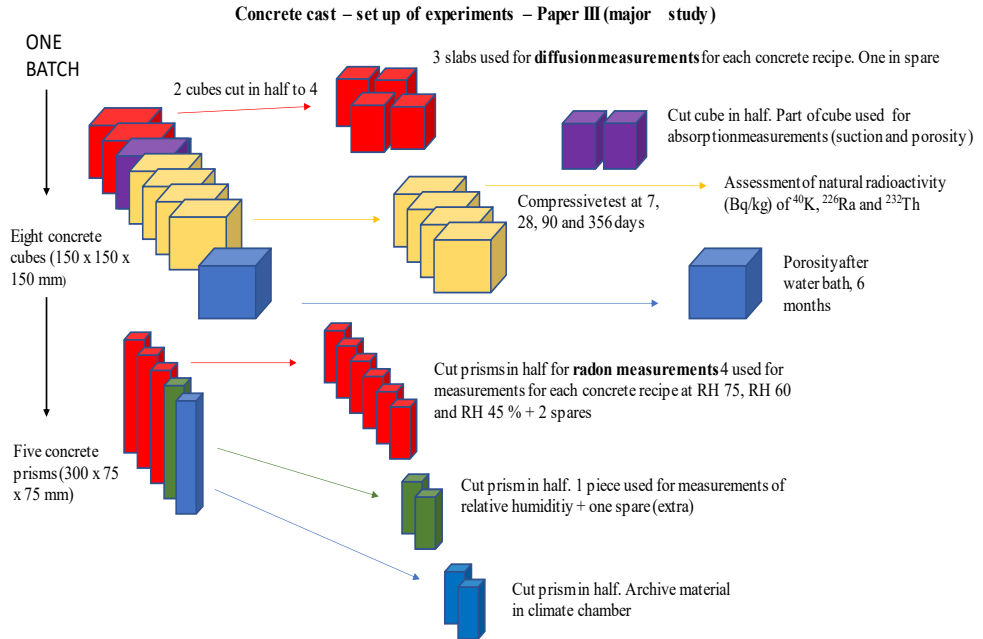 Concrete cast – set up of experiments – Paper III (major study)
ONE
BATCH
3 slabs used for diffusion measurements for each concrete recipe. One in spare
2 cubes cut in half to 4
Cut cube in half. Part of cube used for
absorption measurements (suction and porosity)
Compressive test at 7,
28, 90 and 356 days
Assessment of natural radioactivity
(Bq/kg) of ⁴⁰K, ²²⁶Ra and ²³²Th
Eight concrete
cubes (150 x 150 x
150 mm)
Porosity after
water bath, 6
months
Cut prisms in half for radon measurements 4 used for
measurements for each concrete recipe at RH 75, RH 60
and RH 45 % + 2 spares
Five concrete
prisms (300 x 75
x 75 mm)
Cut prism in half. 1 piece used for measurements of
relative humiditiy + one spare (extra)
Cut prism in half. Archive material
in climate chamber